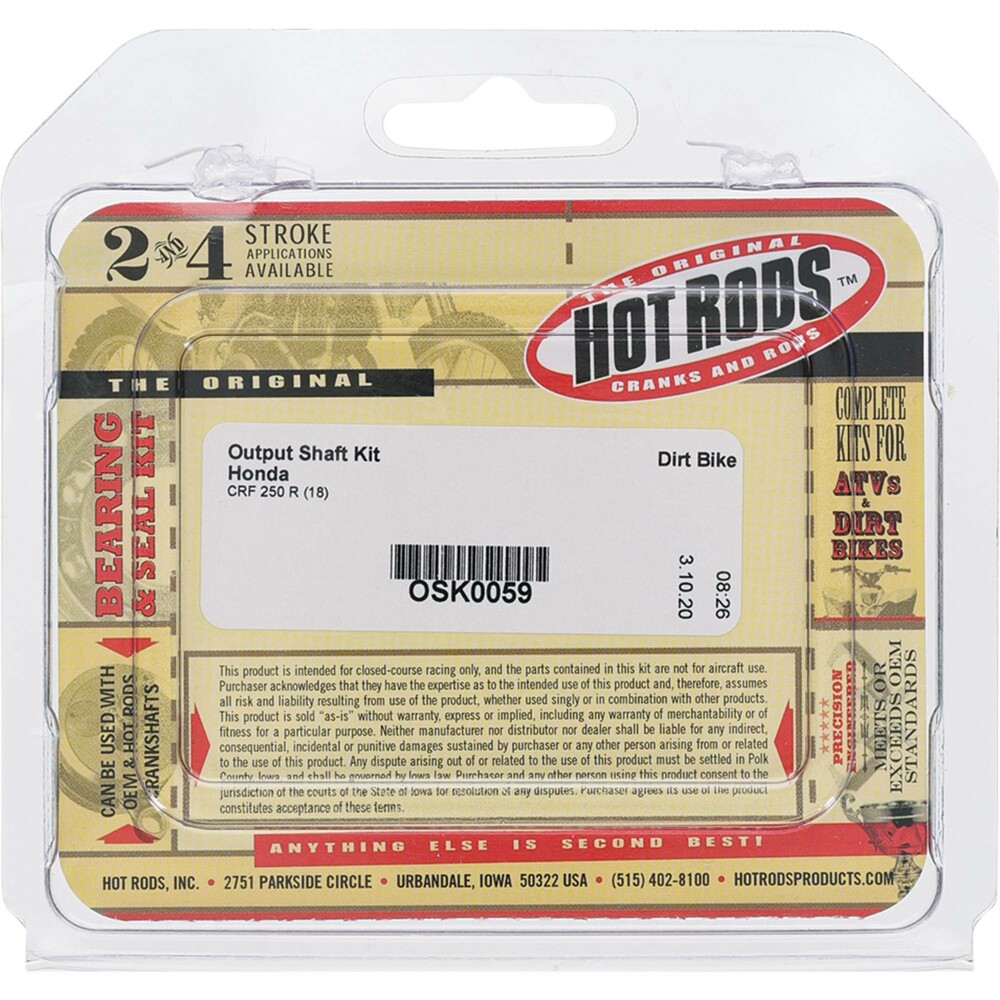 2 AND 4
STROKE
APPLICATIONS
AVAILABLE
THE ORIGINAL
HOT RODS™
CRANKS AND RODS
THE ORIGINAL
BEARING
& SEAL KIT
CAN BE USED WITH
OEM & HOT RODS
CRANKSHAFTS
COMPLETE
KITS FOR
ATVs
&
DIRT
BIKES
Output Shaft Kit
Honda
CRF 250 R (18)
Dirt Bike
OSK0059
3.10.20
08:26
This product is intended for closed-course racing only, and the parts contained in this kit are not for aircraft use.
Purchaser acknowledges that they have the expertise as to the intended use of this product and, therefore, assumes
all risk and liability resulting from use of the product, whether used singly or in combination with other products.
This product is sold “as-is” without warranty, express or implied, including any warranty of merchantability or of
fitness for a particular purpose. Neither manufacturer nor distributor nor dealer shall be liable for any indirect,
consequential, incidental or punitive damages sustained by purchaser or any other person arising from or related
to the use of this product. Any dispute arising out of or related to the use of this product must be settled in Polk
County, Iowa, and shall be governed by Iowa law. Purchaser and any other person using this product consent to the
jurisdiction of the courts of the State of Iowa for resolution of any disputes. Purchaser agrees its use of the product
constitutes acceptance of these terms.
PRECISION
ENGINEERED
MEETS OR
EXCEEDS OEM
STANDARDS
ANYTHING ELSE IS SECOND BEST!
HOT RODS, INC. • 2751 PARKSIDE CIRCLE • URBANDALE, IOWA 50322 USA • (515) 402-8100 • HOTRODSPRODUCTS.COM